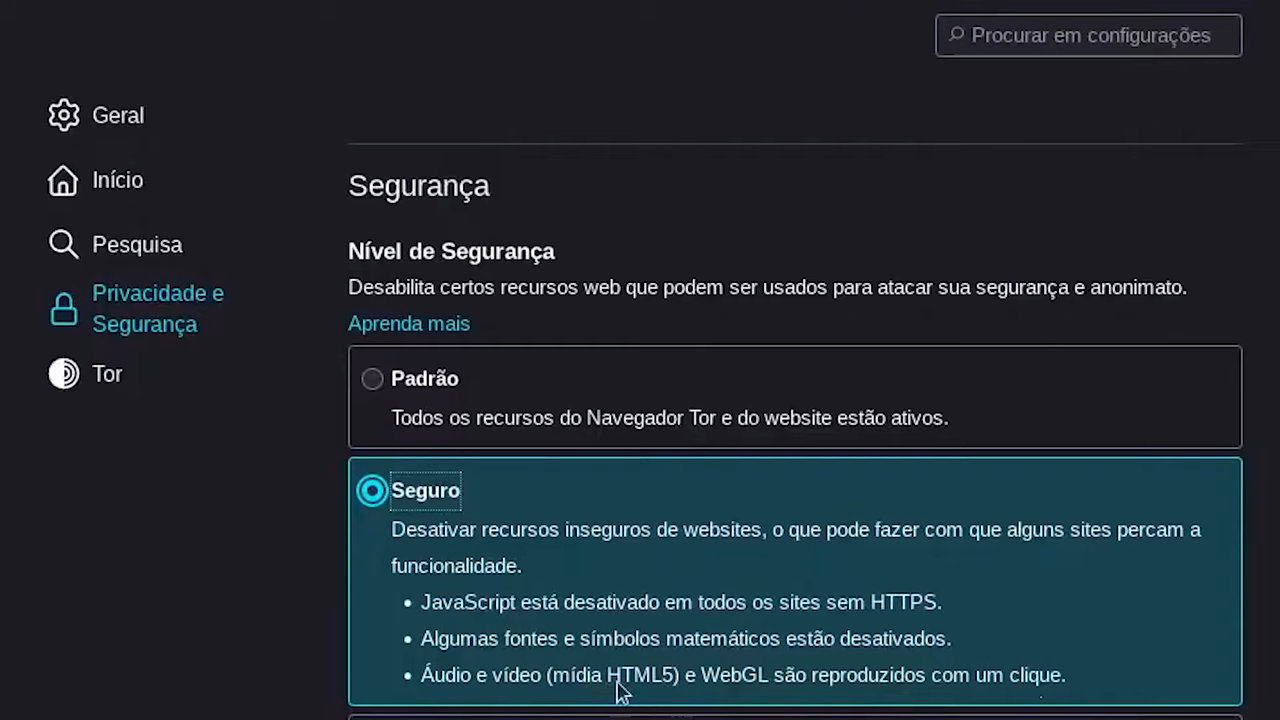 Procurar em configurações
Geral
Início
Pesquisa
Privacidade e
Segurança
Tor
Segurança
Nível de Segurança
Desabilita certos recursos web que podem ser usados para atacar sua segurança e anonimato.
Aprenda mais
Padrão
Todos os recursos do Navegador Tor e do website estão ativos.
Seguro
Desativar recursos inseguros de websites, o que pode fazer com que alguns sites percam a
funcionalidade.
• JavaScript está desativado em todos os sites sem HTTPS.
• Algumas fontes e símbolos matemáticos estão desativados.
• Áudio e vídeo (mídia HTML5) e WebGL são reproduzidos com um clique.